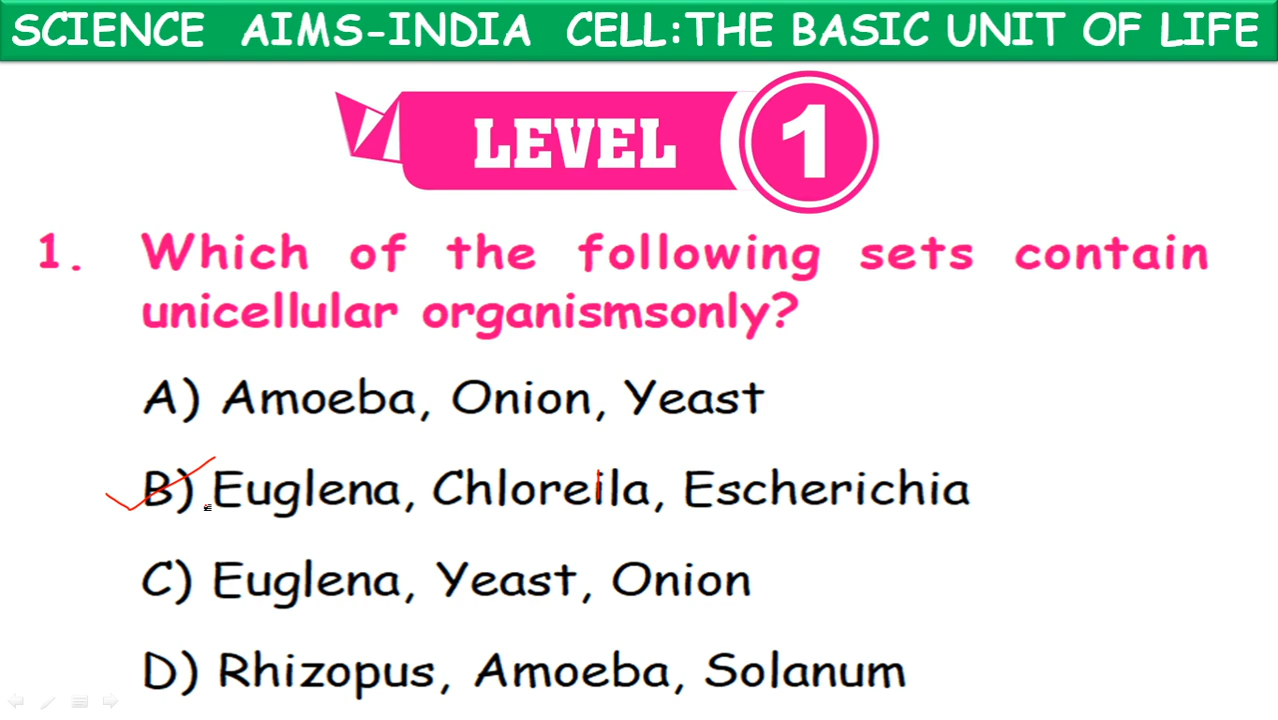 SCIENCE AIMS-INDIA CELL:THE BASIC UNIT OF LIFE
LEVEL 1
1. Which of the following sets contain
unicellular organismsonly?
A) Amoeba, Onion, Yeast
B) Euglena, Chloreila, Escherichia
C) Euglena, Yeast, Onion
D) Rhizopus, Amoeba, Solanum